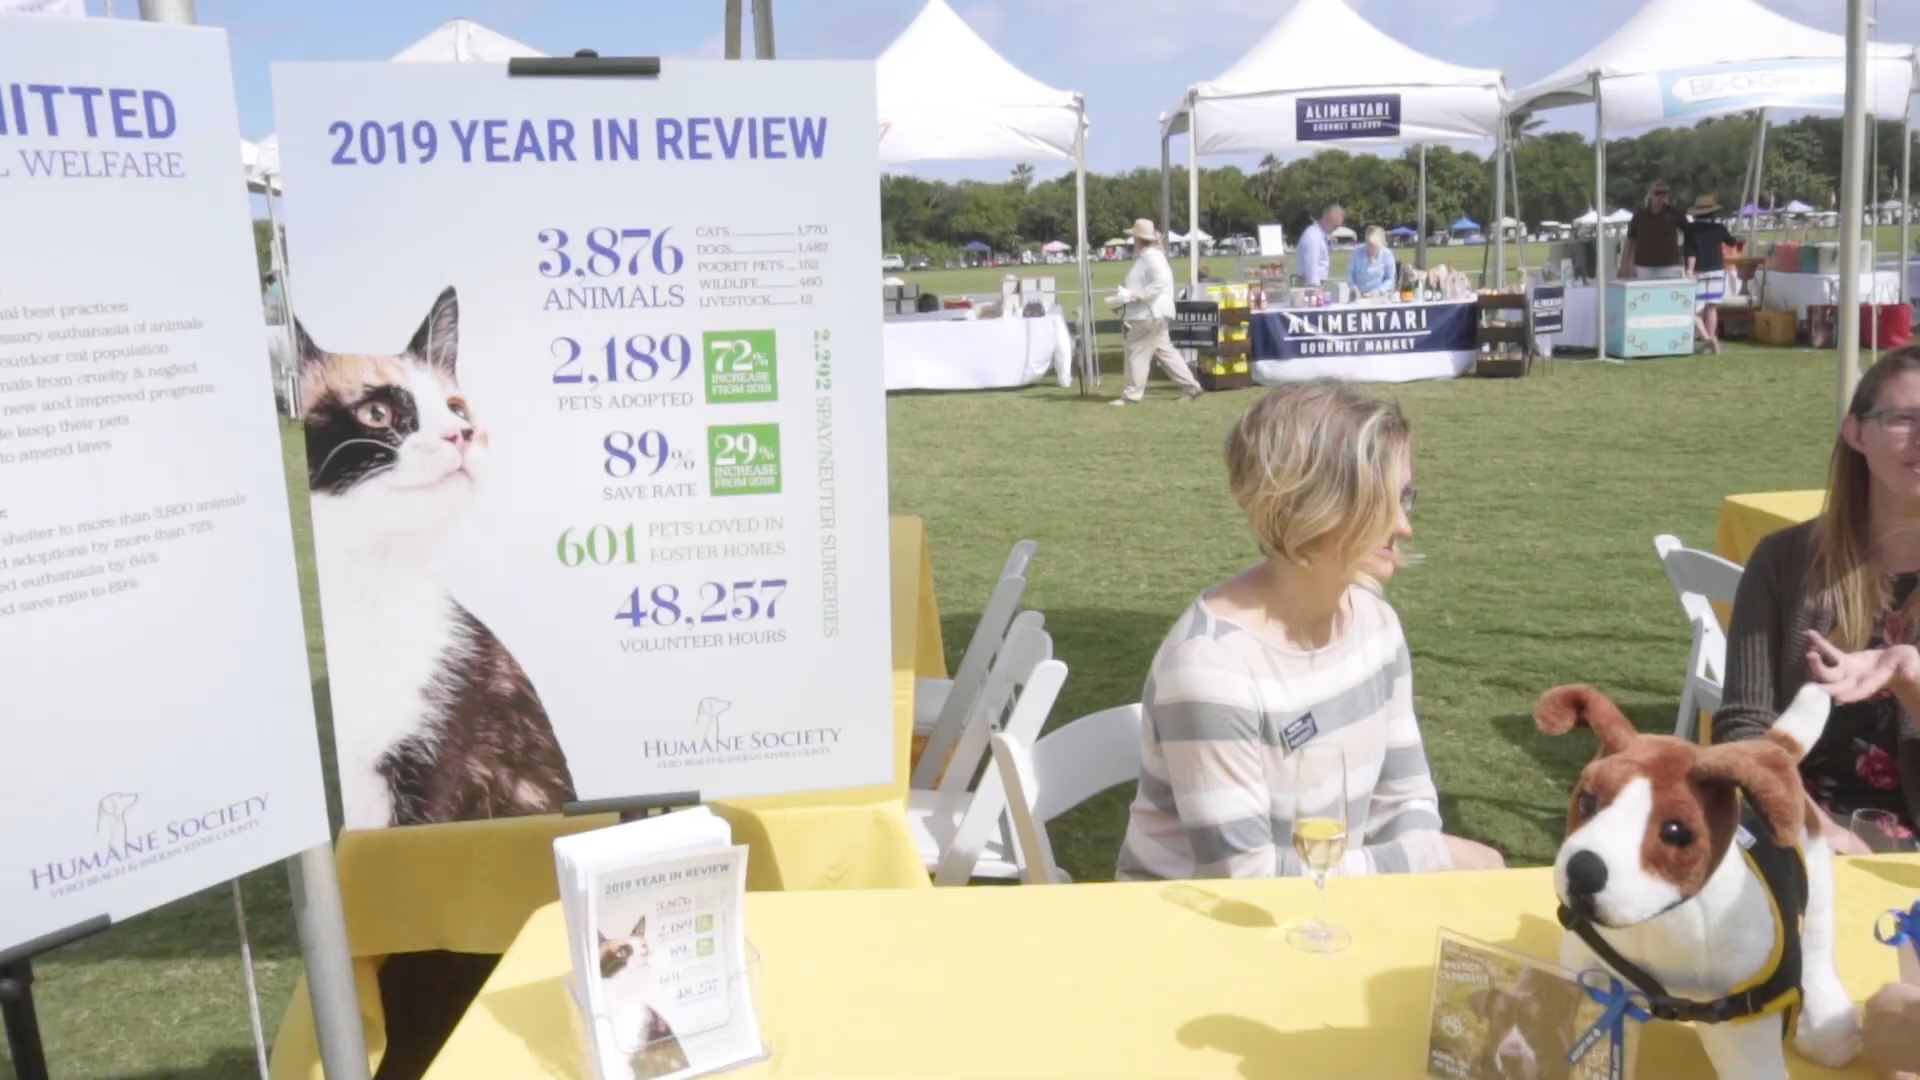 ITTED
L WELFARE
al best practices
ssary euthanasia of animals
outdoor cat population
mals from cruelty & neglect
new and improved programs
le keep their pets
to amend laws
shelter to more than 3,800 animals
d adoptions by more than 72%
ed euthanasia by 64%
ed save rate to 89%
HUMANE SOCIETY
VERO BEACH & INDIAN RIVER COUNTY
2019 YEAR IN REVIEW
3,876
ANIMALS
CATS 1,770
DOGS 1,482
POCKET PETS 152
WILDLIFE 460
LIVESTOCK 12
2,189
PETS ADOPTED
72%
INCREASE
FROM 2018
89%
SAVE RATE
29%
INCREASE
FROM 2018
601 PETS LOVED IN
FOSTER HOMES
48,257
VOLUNTEER HOURS
2,292 SPAY/NEUTER SURGERIES
HUMANE SOCIETY
VERO BEACH & INDIAN RIVER COUNTY
2019 YEAR IN REVIEW
3,876
2,189
89%
601
48,257
ALIMENTARI
GOURMET MARKET
ALIMENTARI
GOURMET MARKET
MENTARI
PRINCE